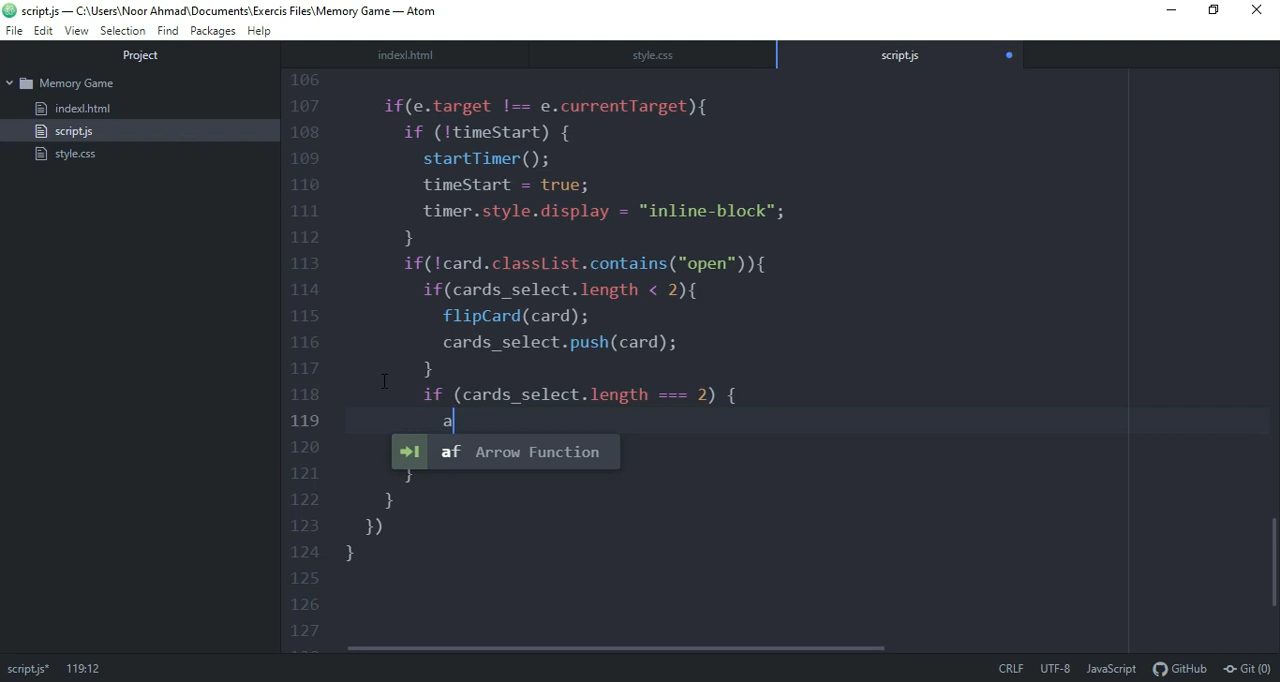 script.js — C:\Users\Noor Ahmad\Documents\Exercis Files\Memory Game — Atom
File Edit View Selection Find Packages Help
Project indexl.html style.css script.js
Memory Game
indexl.html
script.js
style.css
106
107 if(e.target !== e.currentTarget){
108 if (!timeStart) {
109 startTimer();
110 timeStart = true;
111 timer.style.display = "inline-block";
112 }
113 if(!card.classList.contains("open")){
114 if(cards_select.length < 2){
115 flipCard(card);
116 cards_select.push(card);
117 }
118 if (cards_select.length === 2) {
119 a
120 af Arrow Function
121 }
122 }
123 })
124 }
125
126
127
script.js* 119:12 CRLF UTF-8 JavaScript GitHub Git (0)